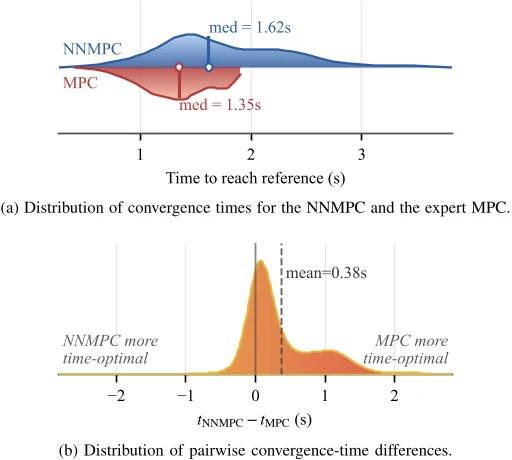 med = 1.62s
NNMPC
MPC
med = 1.35s
1 2 3
Time to reach reference (s)
(a) Distribution of convergence times for the NNMPC and the expert MPC.
mean=0.38s
NNMPC more
time-optimal
MPC more
time-optimal
−2 −1 0 1 2
tNNMPC − tMPC (s)
(b) Distribution of pairwise convergence-time differences.